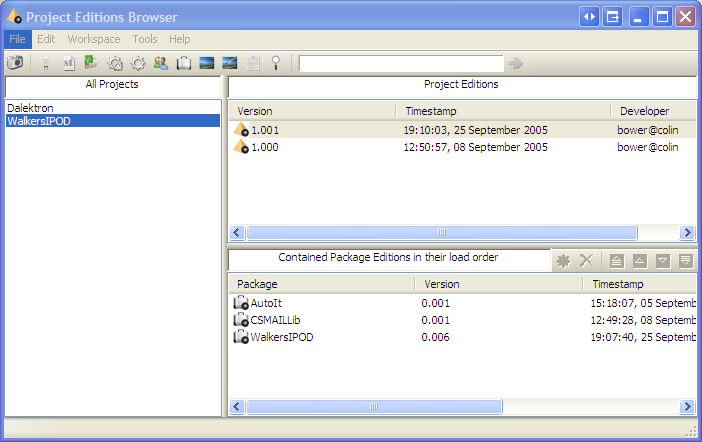 Project Editions Browser
File Edit Workspace Tools Help
All Projects
Dalektron
WalkersIPOD
Project Editions
Version Timestamp Developer
1.001 19:10:03, 25 September 2005 bower@colin
1.000 12:50:57, 08 September 2005 bower@colin
Contained Package Editions in their load order
Package Version Timestamp
AutoIt 0.001 15:18:07, 05 Septemb
CSMAILLib 0.001 12:49:28, 08 Septemb
WalkersIPOD 0.006 19:07:40, 25 Septemb